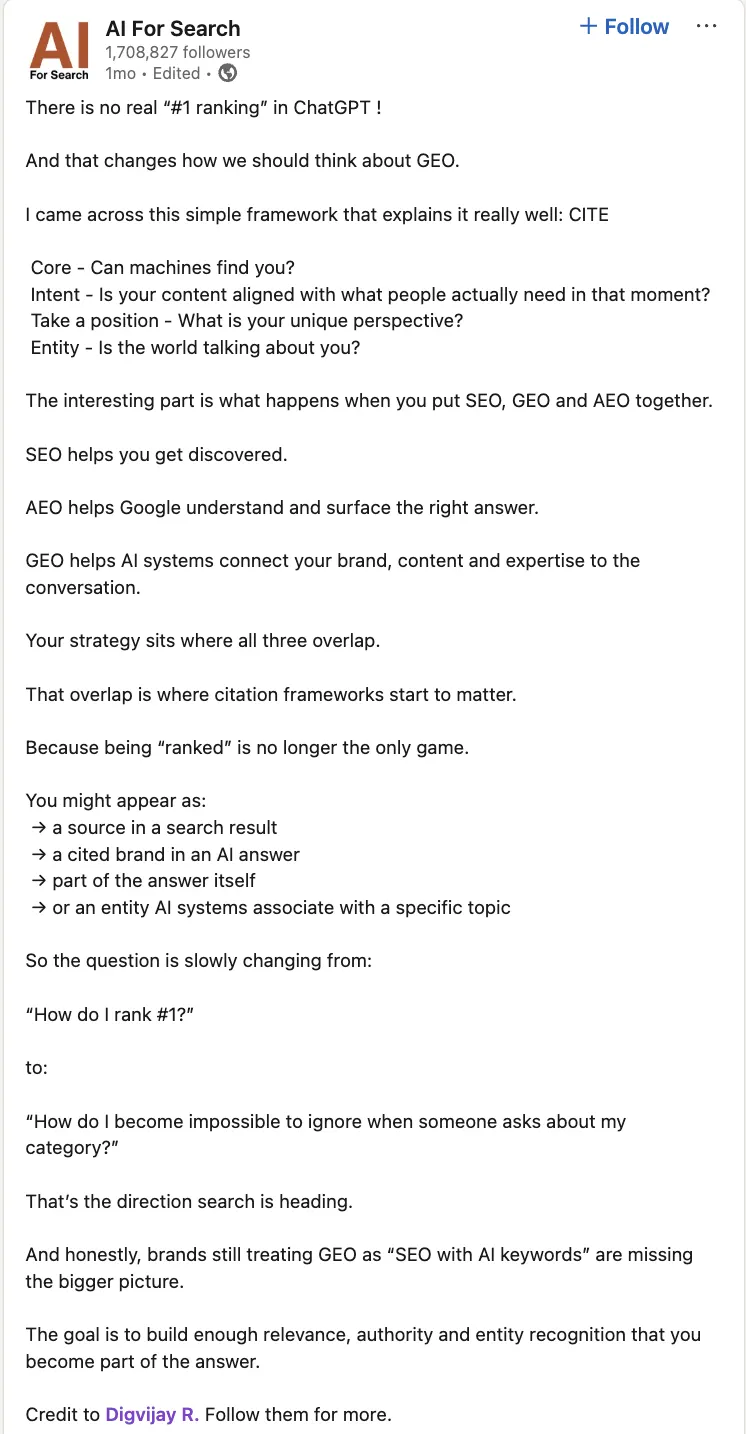 AI
For Search
AI For Search
1,708,827 followers
1mo • Edited •
+ Follow
...
There is no real “#1 ranking” in ChatGPT !
And that changes how we should think about GEO.
I came across this simple framework that explains it really well: CITE
Core - Can machines find you?
Intent - Is your content aligned with what people actually need in that moment?
Take a position - What is your unique perspective?
Entity - Is the world talking about you?
The interesting part is what happens when you put SEO, GEO and AEO together.
SEO helps you get discovered.
AEO helps Google understand and surface the right answer.
GEO helps AI systems connect your brand, content and expertise to the
conversation.
Your strategy sits where all three overlap.
That overlap is where citation frameworks start to matter.
Because being “ranked” is no longer the only game.
You might appear as:
→ a source in a search result
→ a cited brand in an AI answer
→ part of the answer itself
→ or an entity AI systems associate with a specific topic
So the question is slowly changing from:
“How do I rank #1?”
to:
“How do I become impossible to ignore when someone asks about my
category?”
That’s the direction search is heading.
And honestly, brands still treating GEO as “SEO with AI keywords” are missing
the bigger picture.
The goal is to build enough relevance, authority and entity recognition that you
become part of the answer.
Credit to Digvijay R. Follow them for more.